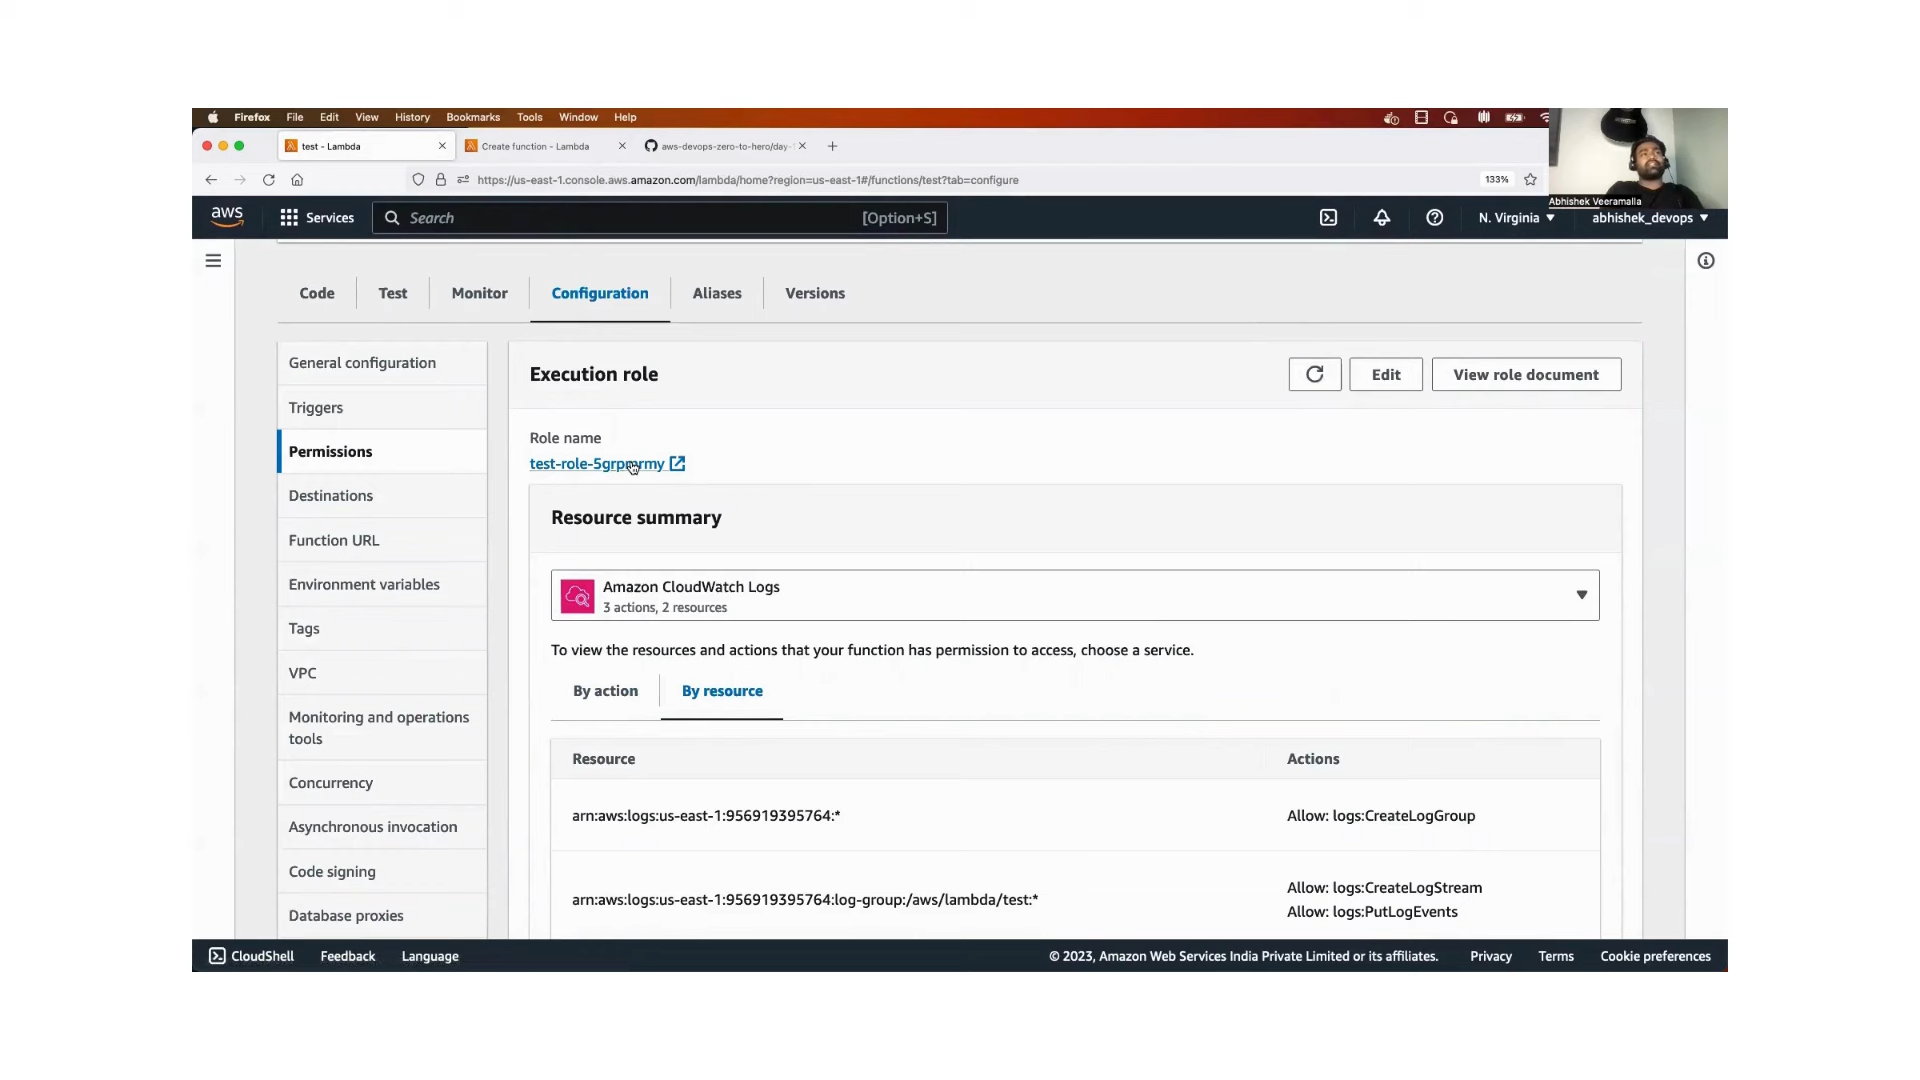 Firefox File Edit View History Bookmarks Tools Window Help
test - Lambda
Create function - Lambda
aws-devops-zero-to-hero/day-
https://us-east-1.console.aws.amazon.com/lambda/home?region=us-east-1#/functions/test?tab=configure
133%
Abhishek Veeramalla
aws
Services
Search
[Option+S]
N. Virginia
abhishek_devops
Code
Test
Monitor
Configuration
Aliases
Versions
General configuration
Triggers
Permissions
Destinations
Function URL
Environment variables
Tags
VPC
Monitoring and operations
tools
Concurrency
Asynchronous invocation
Code signing
Database proxies
Execution role
Edit
View role document
Role name
Resource summary
Amazon CloudWatch Logs
3 actions, 2 resources
To view the resources and actions that your function has permission to access, choose a service.
By action
By resource
Resource
Actions
arn:aws:logs:us-east-1:956919395764:*
Allow: logs:CreateLogGroup
arn:aws:logs:us-east-1:956919395764:log-group:/aws/lambda/test:*
Allow: logs:CreateLogStream
Allow: logs:PutLogEvents
CloudShell
Feedback
Language
© 2023, Amazon Web Services India Private Limited or its affiliates.
Privacy
Terms
Cookie preferences